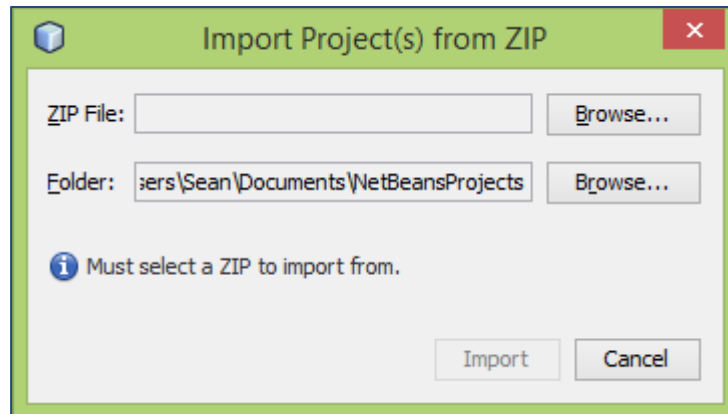 Import Project(s) from ZIP
ZIP File: Browse...
Folder: sers\Sean\Documents\NetBeansProjects Browse...
Must select a ZIP to import from.
Import Cancel